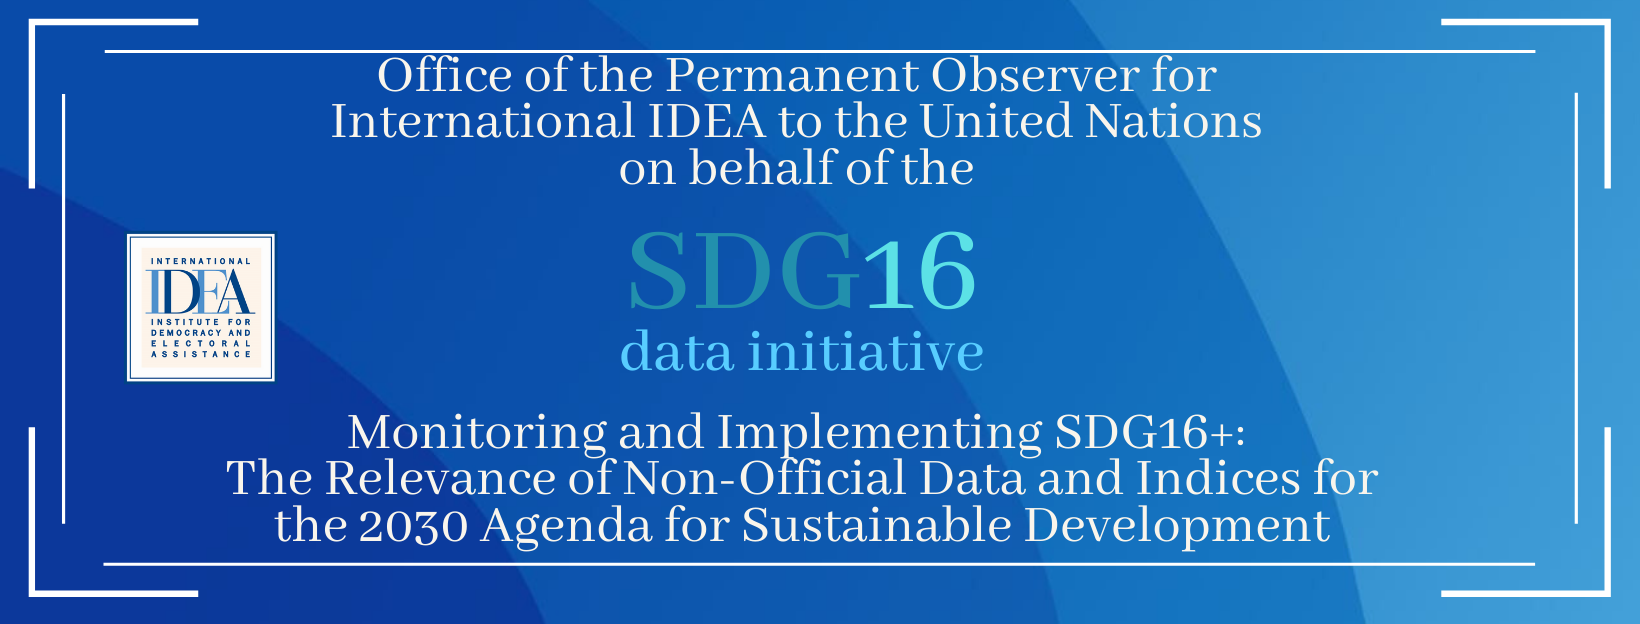 Office of the Permanent Observer for
International IDEA to the United Nations
on behalf of the
SDG16
data initiative
INTERNATIONAL
IDEA
INSTITUTE FOR
DEMOCRACY AND
ELECTORAL
ASSISTANCE
Monitoring and Implementing SDG16+:
The Relevance of Non-Official Data and Indices for
the 2030 Agenda for Sustainable Development